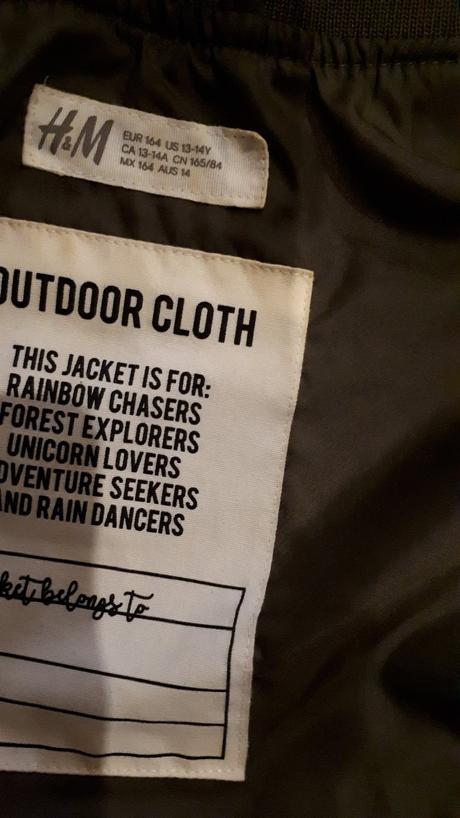 H&M
EUR 164 US 13-14Y
CA 13-14A CN 165/84
MX 164 AUS 14
OUTDOOR CLOTH
THIS JACKET IS FOR:
RAINBOW CHASERS
FOREST EXPLORERS
UNICORN LOVERS
DVENTURE SEEKERS
AND RAIN DANCERS
ket belongs to